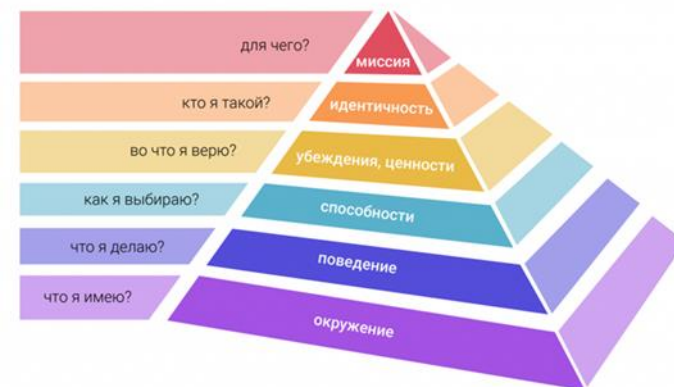 для чего?
миссия
кто я такой?
идентичность
во что я верю?
убеждения, ценности
как я выбираю?
способности
что я делаю?
поведение
что я имею?
окружение